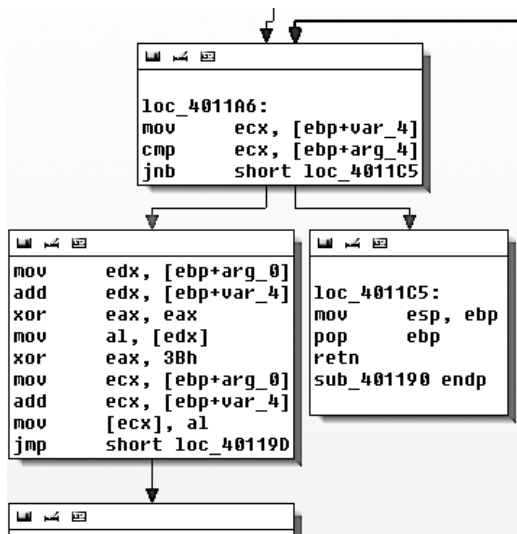 loc_4011A6:
mov ecx, [ebp+var_4]
cmp ecx, [ebp+arg_4]
jnb short loc_4011C5
mov edx, [ebp+arg_0]
add edx, [ebp+var_4]
xor eax, eax
mov al, [edx]
xor eax, 3Bh
mov ecx, [ebp+arg_0]
add ecx, [ebp+var_4]
mov [ecx], al
jmp short loc_40119D
loc_4011C5:
mov esp, ebp
pop ebp
retn
sub_401190 endp